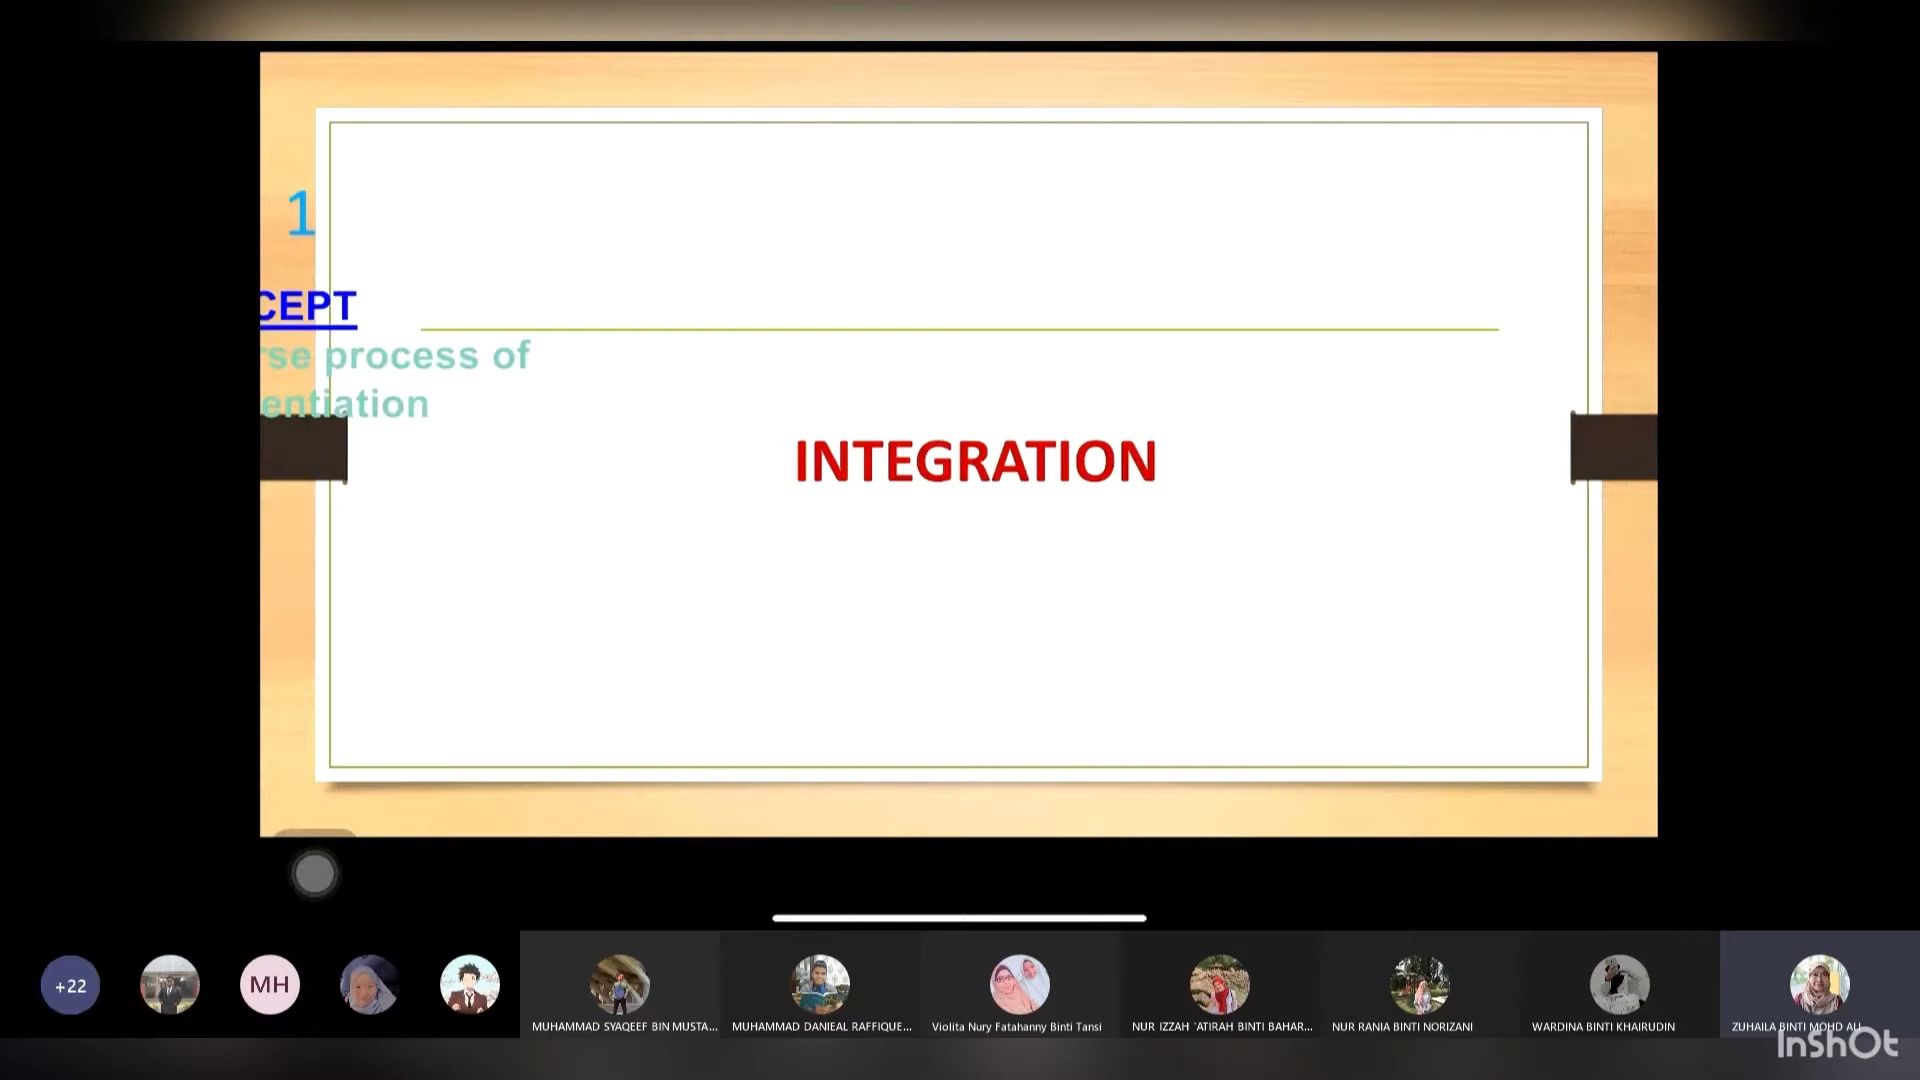 1
CEPT
rse process of
entiation
INTEGRATION
+22
MH
MUHAMMAD SYAQEEF BIN MUSTA...
MUHAMMAD DANIEAL RAFFIQUE...
Violita Nury Fatahanny Binti Tansi
NUR IZZAH `ATIRAH BINTI BAHAR...
NUR RANIA BINTI NORIZANI
WARDINA BINTI KHAIRUDIN
ZUHAILA BINTI MOHD ALI
InShOt